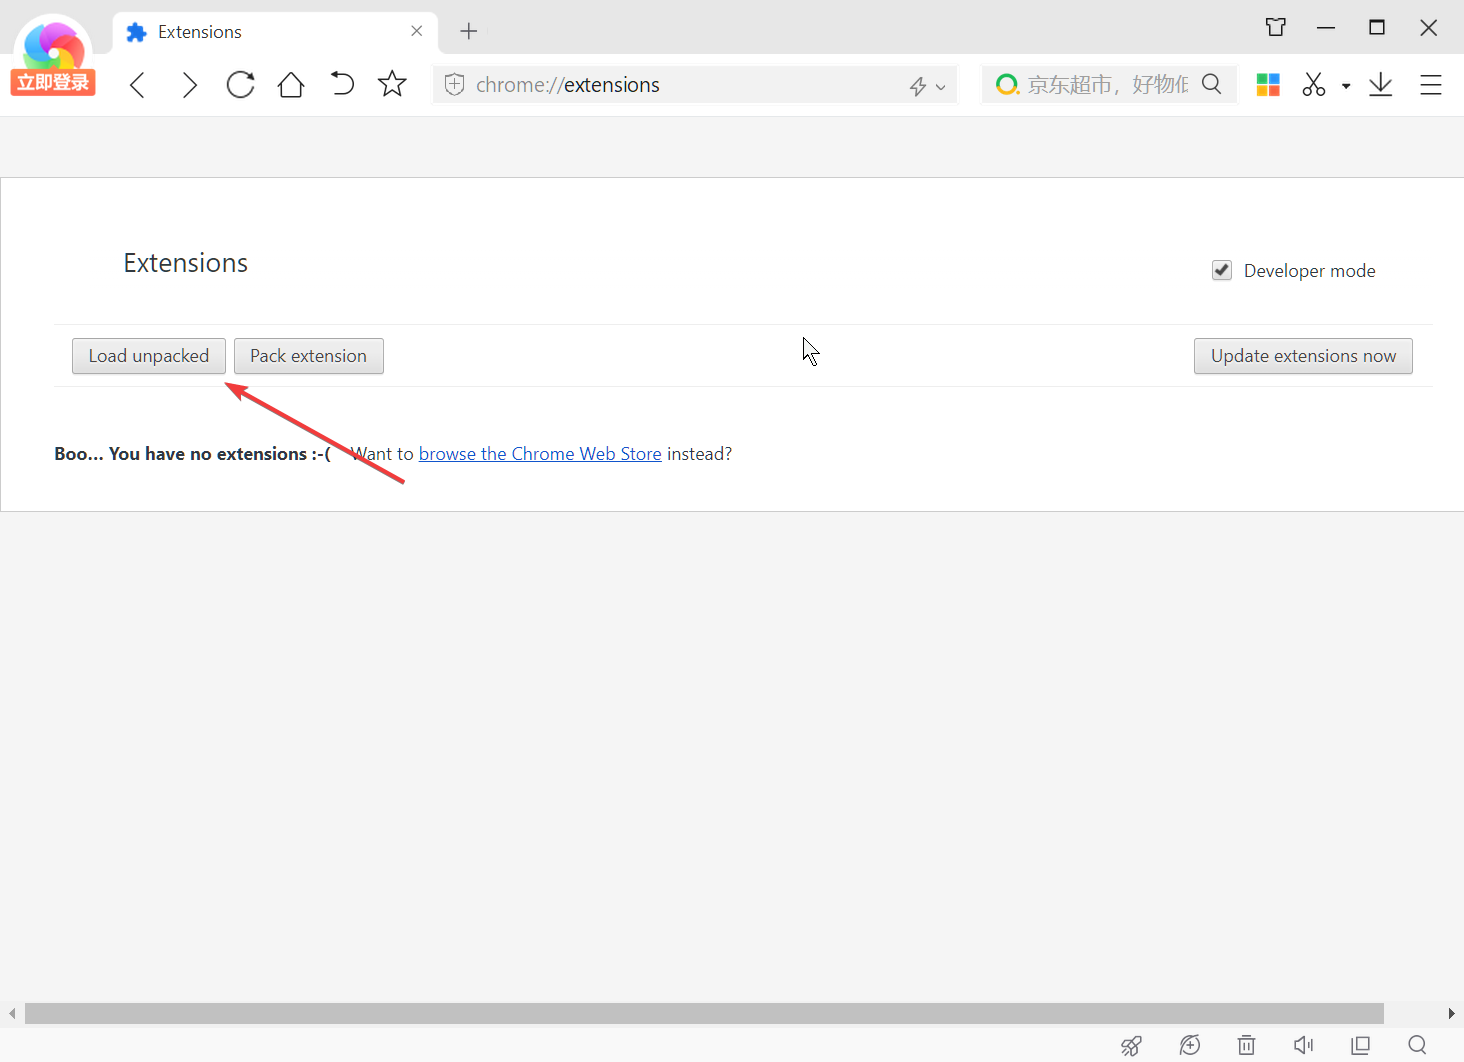 Extensions
立即登录
chrome://extensions
京东超市，好物低
Extensions
Developer mode
Load unpacked
Pack extension
Update extensions now
Boo... You have no extensions :-( Want to browse the Chrome Web Store instead?